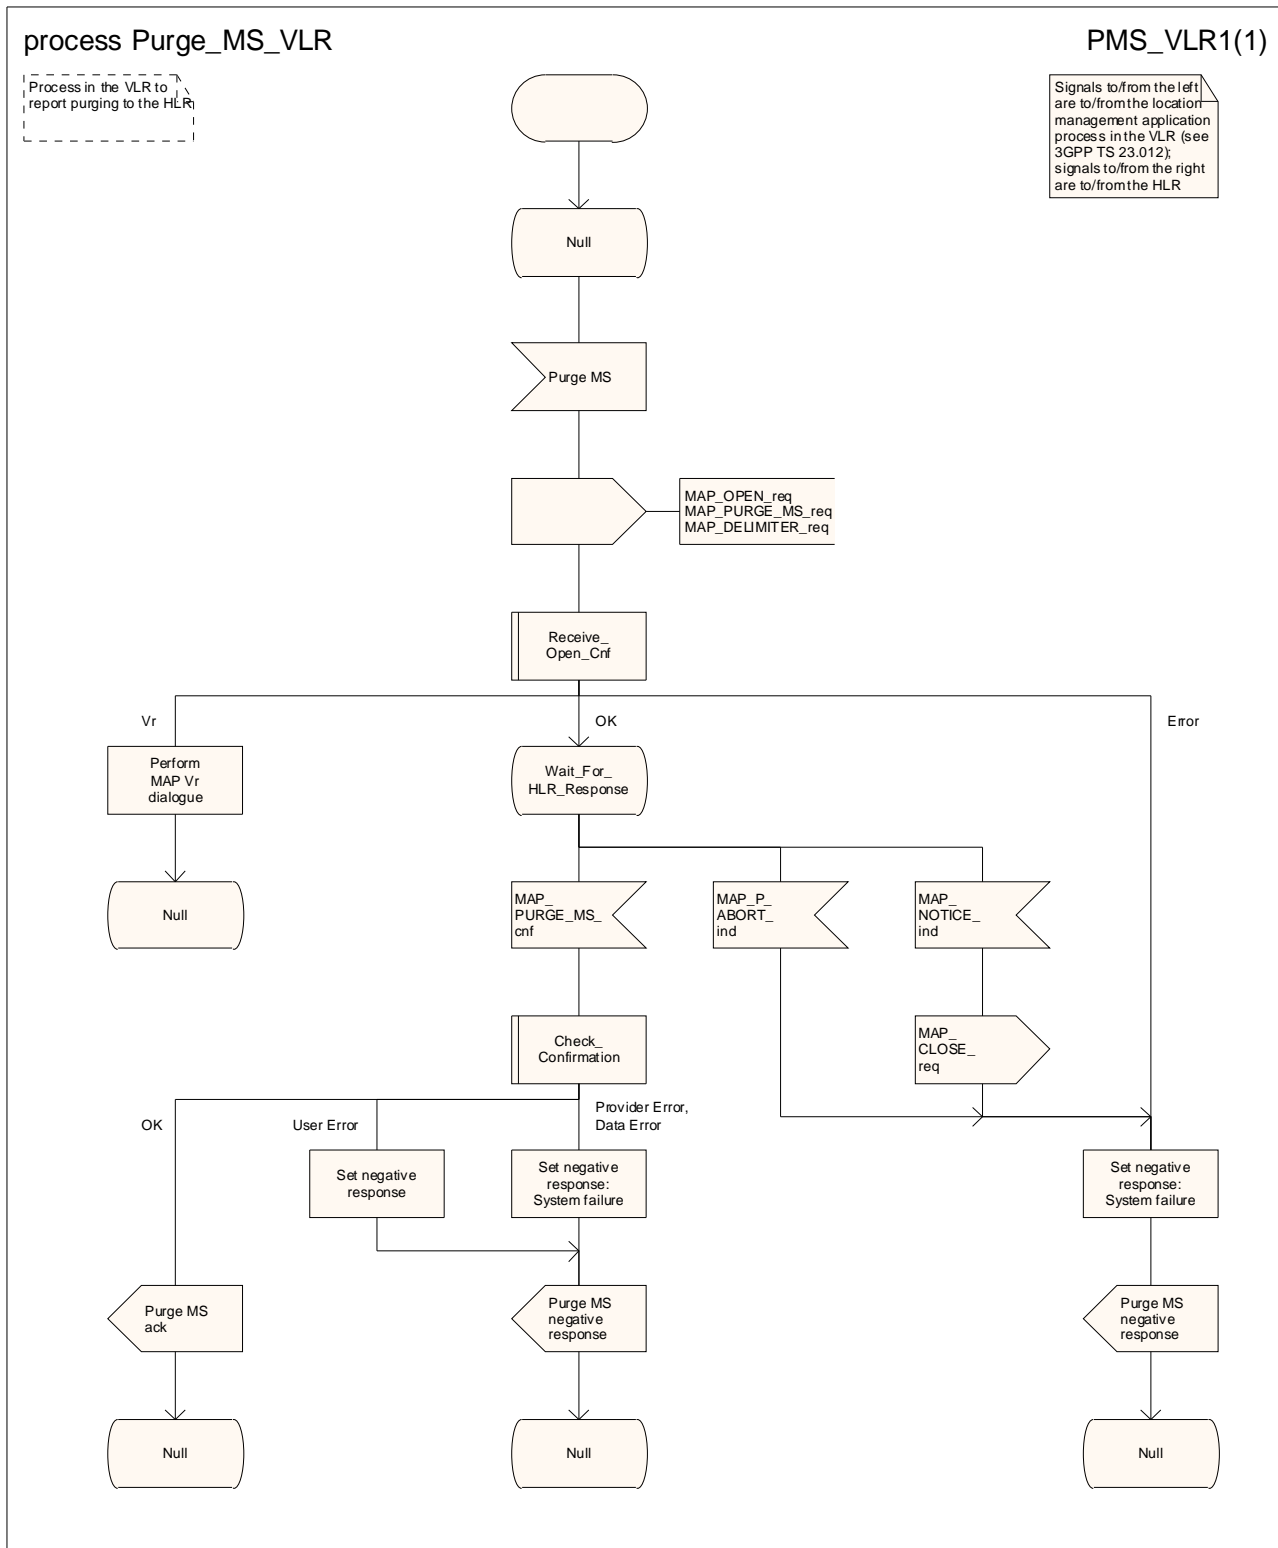 process Purge_MS_VLR
PMS_VLR1(1)
Process in the VLR to
report purging to the HLR
Signals to/from the left
are to/from the location
management application
process in the VLR (see
3GPP TS 23.012);
signals to/from the right
are to/from the HLR
Null
Purge MS
MAP_OPEN_req
MAP_PURGE_MS_req
MAP_DELIMITER_req
Receive_
Open_Cnf
Vr
OK
Error
Perform
MAP Vr
dialogue
Wait_For_
HLR_Response
Null
MAP_
PURGE_MS_
cnf
MAP_P_
ABORT_
ind
MAP_
NOTICE_
ind
Check_
Confirmation
MAP_
CLOSE_
req
OK
User Error
Provider Error,
Data Error
Set negative
response
Set negative
response:
System failure
Set negative
response:
System failure
Purge MS
ack
Purge MS
negative
response
Purge MS
negative
response
Null
Null
Null